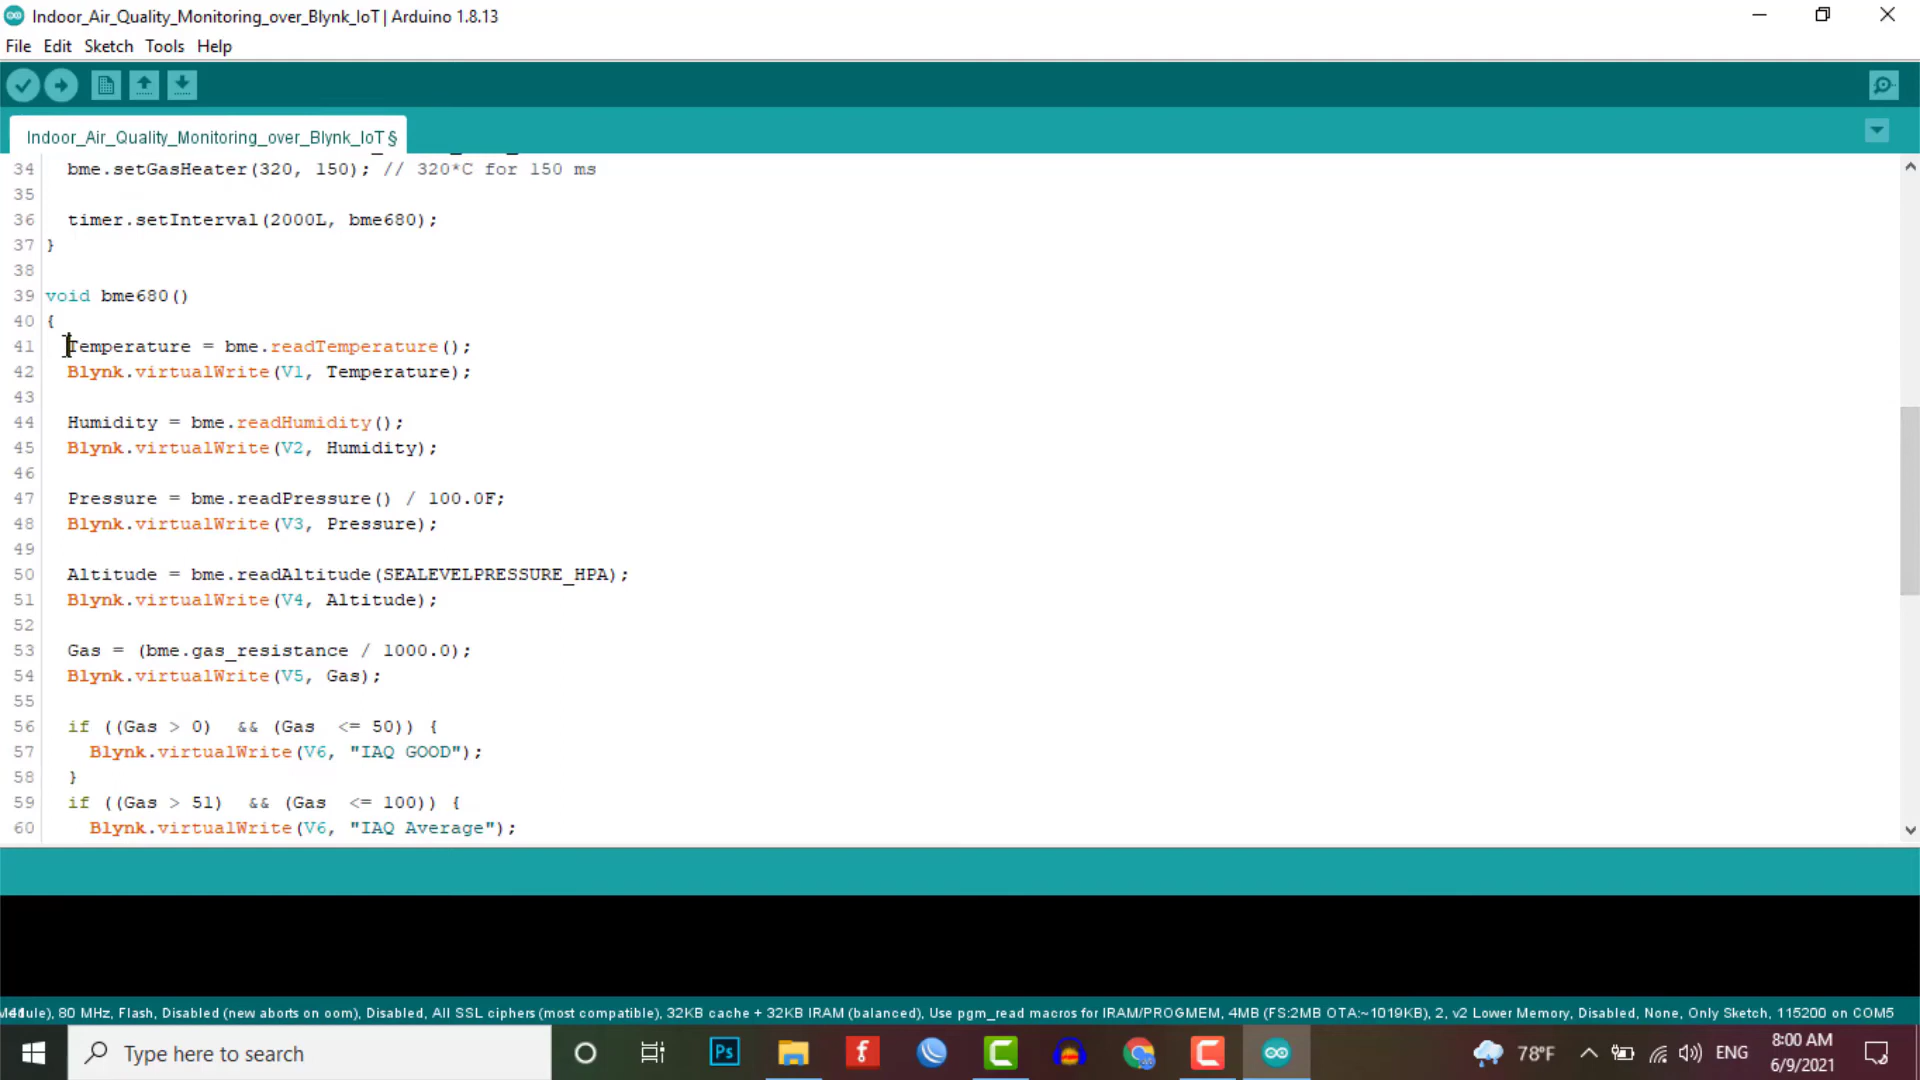 Indoor_Air_Quality_Monitoring_over_Blynk_IoT | Arduino 1.8.13
File Edit Sketch Tools Help
Indoor_Air_Quality_Monitoring_over_Blynk_IoT §
34 bme.setGasHeater(320, 150); // 320*C for 150 ms
35
36 timer.setInterval(2000L, bme680);
37 }
38
39 void bme680()
40 {
41 Temperature = bme.readTemperature();
42 Blynk.virtualWrite(V1, Temperature);
43
44 Humidity = bme.readHumidity();
45 Blynk.virtualWrite(V2, Humidity);
46
47 Pressure = bme.readPressure() / 100.0F;
48 Blynk.virtualWrite(V3, Pressure);
49
50 Altitude = bme.readAltitude(SEALEVELPRESSURE_HPA);
51 Blynk.virtualWrite(V4, Altitude);
52
53 Gas = (bme.gas_resistance / 1000.0);
54 Blynk.virtualWrite(V5, Gas);
55
56 if ((Gas > 0)  && (Gas  <= 50)) {
57 Blynk.virtualWrite(V6, "IAQ GOOD");
58 }
59 if ((Gas > 51)  && (Gas  <= 100)) {
60 Blynk.virtualWrite(V6, "IAQ Average");
80 MHz, Flash, Disabled (new aborts on oom), Disabled, All SSL ciphers (most compatible), 32KB cache + 32KB IRAM (balanced), Use pgm_read macros for IRAM/PROGMEM, 4MB (FS:2MB OTA:~1019KB), 2, v2 Lower Memory, Disabled, None, Only Sketch, 115200 on COM5
Type here to search
Ps
78°F
ENG
8:00 AM
6/9/2021